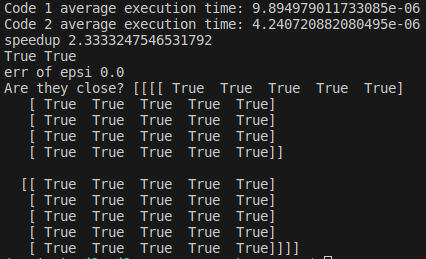 Code 1 average execution time: 9.894979011733085e-06
Code 2 average execution time: 4.240720882080495e-06
speedup 2.3333247546531792
True True
err of epsi 0.0
Are they close? [[[[ True  True  True  True  True]
   [ True  True  True  True  True]
   [ True  True  True  True  True]
   [ True  True  True  True  True]
   [ True  True  True  True  True]]

  [[ True  True  True  True  True]
   [ True  True  True  True  True]
   [ True  True  True  True  True]
   [ True  True  True  True  True]
   [ True  True  True  True  True]]]]